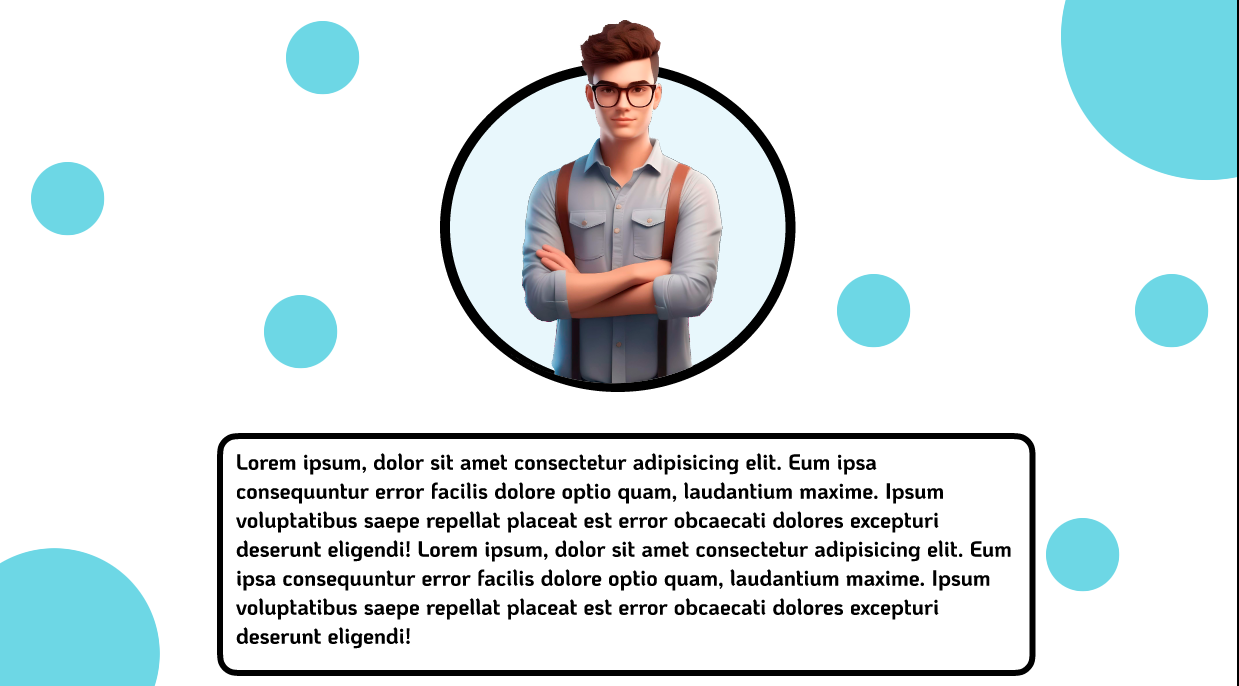 Lorem ipsum, dolor sit amet consectetur adipisicing elit. Eum ipsa
consequuntur error facilis dolore optio quam, laudantium maxime. Ipsum
voluptatibus saepe repellat placeat est error obcaecati dolores excepturi
deserunt eligendi! Lorem ipsum, dolor sit amet consectetur adipisicing elit. Eum
ipsa consequuntur error facilis dolore optio quam, laudantium maxime. Ipsum
voluptatibus saepe repellat placeat est error obcaecati dolores excepturi
deserunt eligendi!